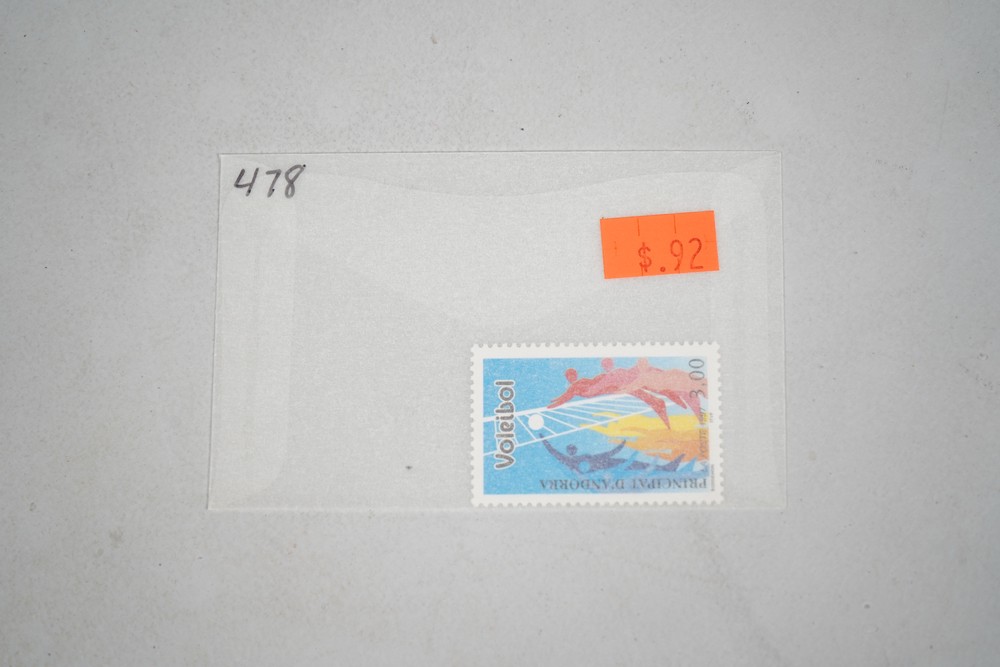 478
$.92
Voleibol
3.00
PRINCIPAT D'ANDORRA